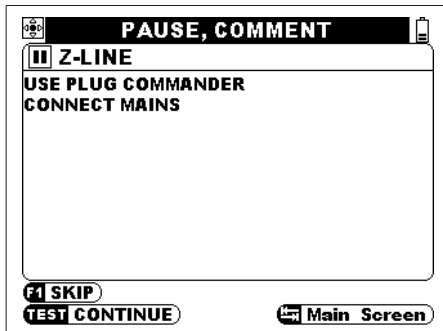 PAUSE, COMMENT
Z-LINE
USE PLUG COMMANDER
CONNECT MAINS
F1 SKIP
TEST CONTINUE
Main Screen